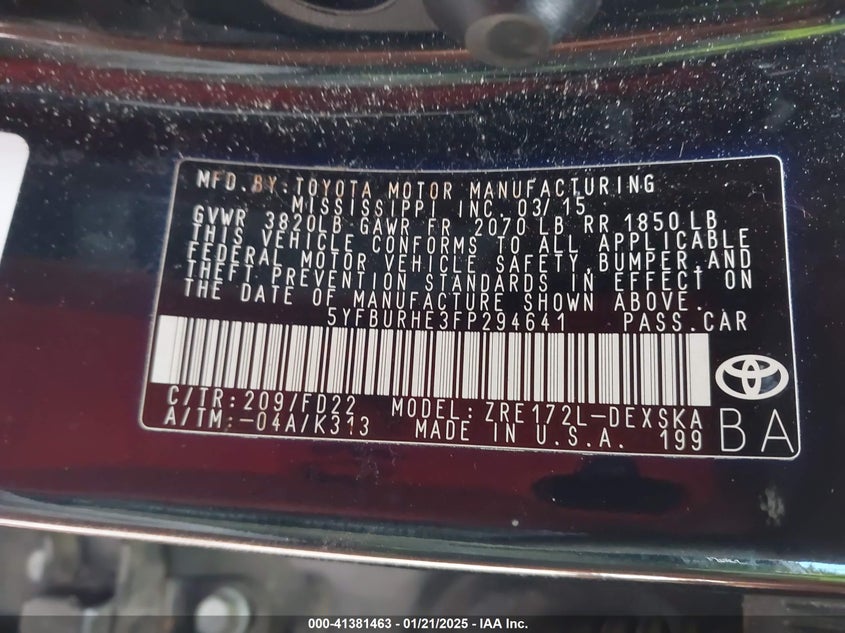 MFD. BY: TOYOTA MOTOR MANUFACTURING
MISSISSIPPI INC. 03/15
GVWR 3820LB GAWR FR 2070 LB RR 1850LB
THIS VEHICLE CONFORMS TO ALL APPLICABLE
FEDERAL MOTOR VEHICLE SAFETY, BUMPER, AND
THEFT PREVENTION STANDARDS IN EFFECT ON
THE DATE OF MANUFACTURE SHOWN ABOVE.
5YFBURHE3FP294641 PASS. CAR
C/TR: 209/FD22 MODEL: ZRE172L-DEXSKA
A/TM: -04A/K313 MADE IN U.S.A. 199
BA
000-41381463 - 01/21/2025 - IAA Inc.